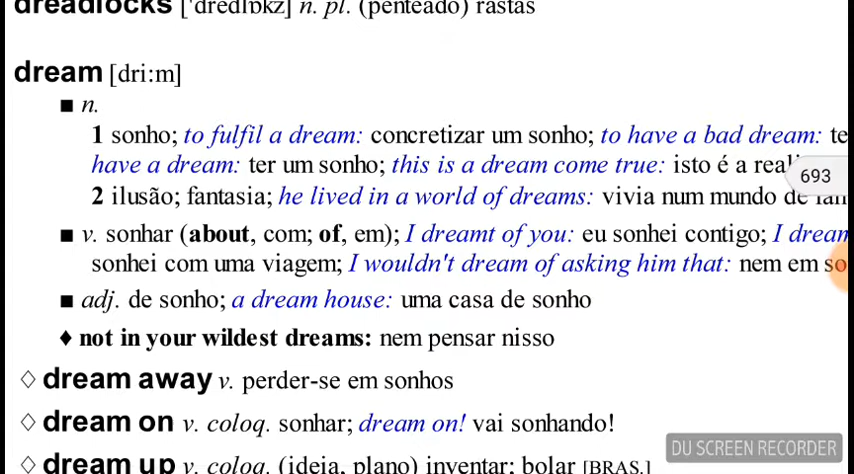 dreadlocks ['dredlɒkz] n. pl. (penteado) rastas
dream [dri:m]
■ n.
1 sonho; to fulfil a dream: concretizar um sonho; to have a bad dream: te
have a dream: ter um sonho; this is a dream come true: isto é a real
693
2 ilusão; fantasia; he lived in a world of dreams: vivia num mundo de fan
■ v. sonhar (about, com; of, em); I dreamt of you: eu sonhei contigo; I dream
sonhei com uma viagem; I wouldn't dream of asking him that: nem em so
■ adj. de sonho; a dream house: uma casa de sonho
♦ not in your wildest dreams: nem pensar nisso
◊ dream away v. perder-se em sonhos
◊ dream on v. coloq. sonhar; dream on! vai sonhando!
◊ dream up v. coloq. (ideia, plano) inventar; bolar [BRAS.]
DU SCREEN RECORDER